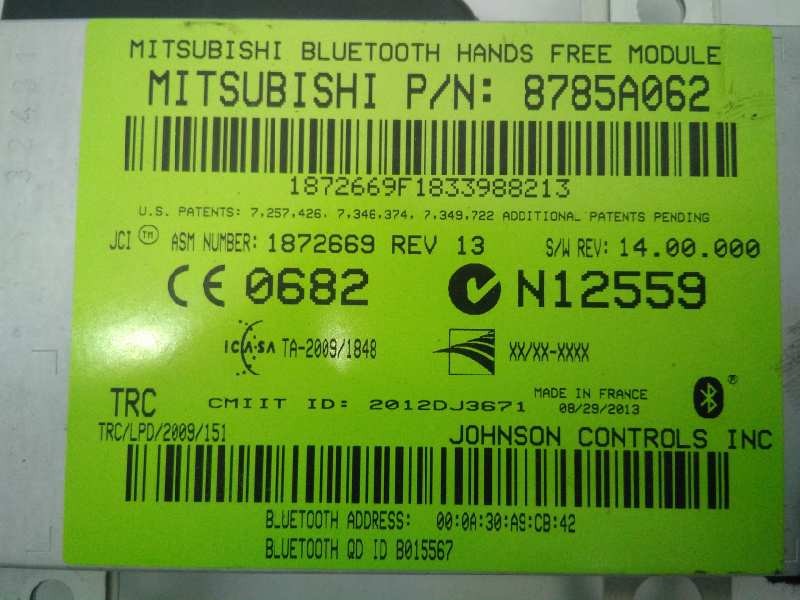 MITSUBISHI BLUETOOTH HANDS FREE MODULE
MITSUBISHI P/N: 8785A062
1872669F1833988213
U.S. PATENTS: 7,257,426, 7,346,374, 7,349,722 ADDITIONAL PATENTS PENDING
JCI TM ASM NUMBER: 1872669 REV 13 S/W REV: 14.00.000
CE 0682 N12559
ICASA TA-2009/1848 XX/XX-XXXX
TRC CMIIT ID: 2012DJ3671 MADE IN FRANCE ®
08/29/2013
TRC/LPD/2009/151 JOHNSON CONTROLS INC
BLUETOOTH ADDRESS: 00:0A:30:A9:CB:42
BLUETOOTH QD ID B015567